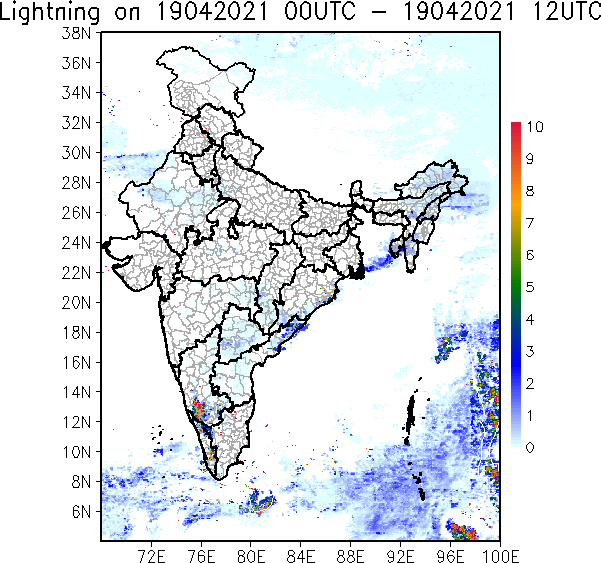 Lightning on 19042021 00UTC – 19042021 12UTC
38N
36N
34N
32N
30N
28N
26N
24N
22N
20N
18N
16N
14N
12N
10N
8N
6N
72E 76E 80E 84E 88E 92E 96E 100E
10
9
8
7
6
5
4
3
2
1
0